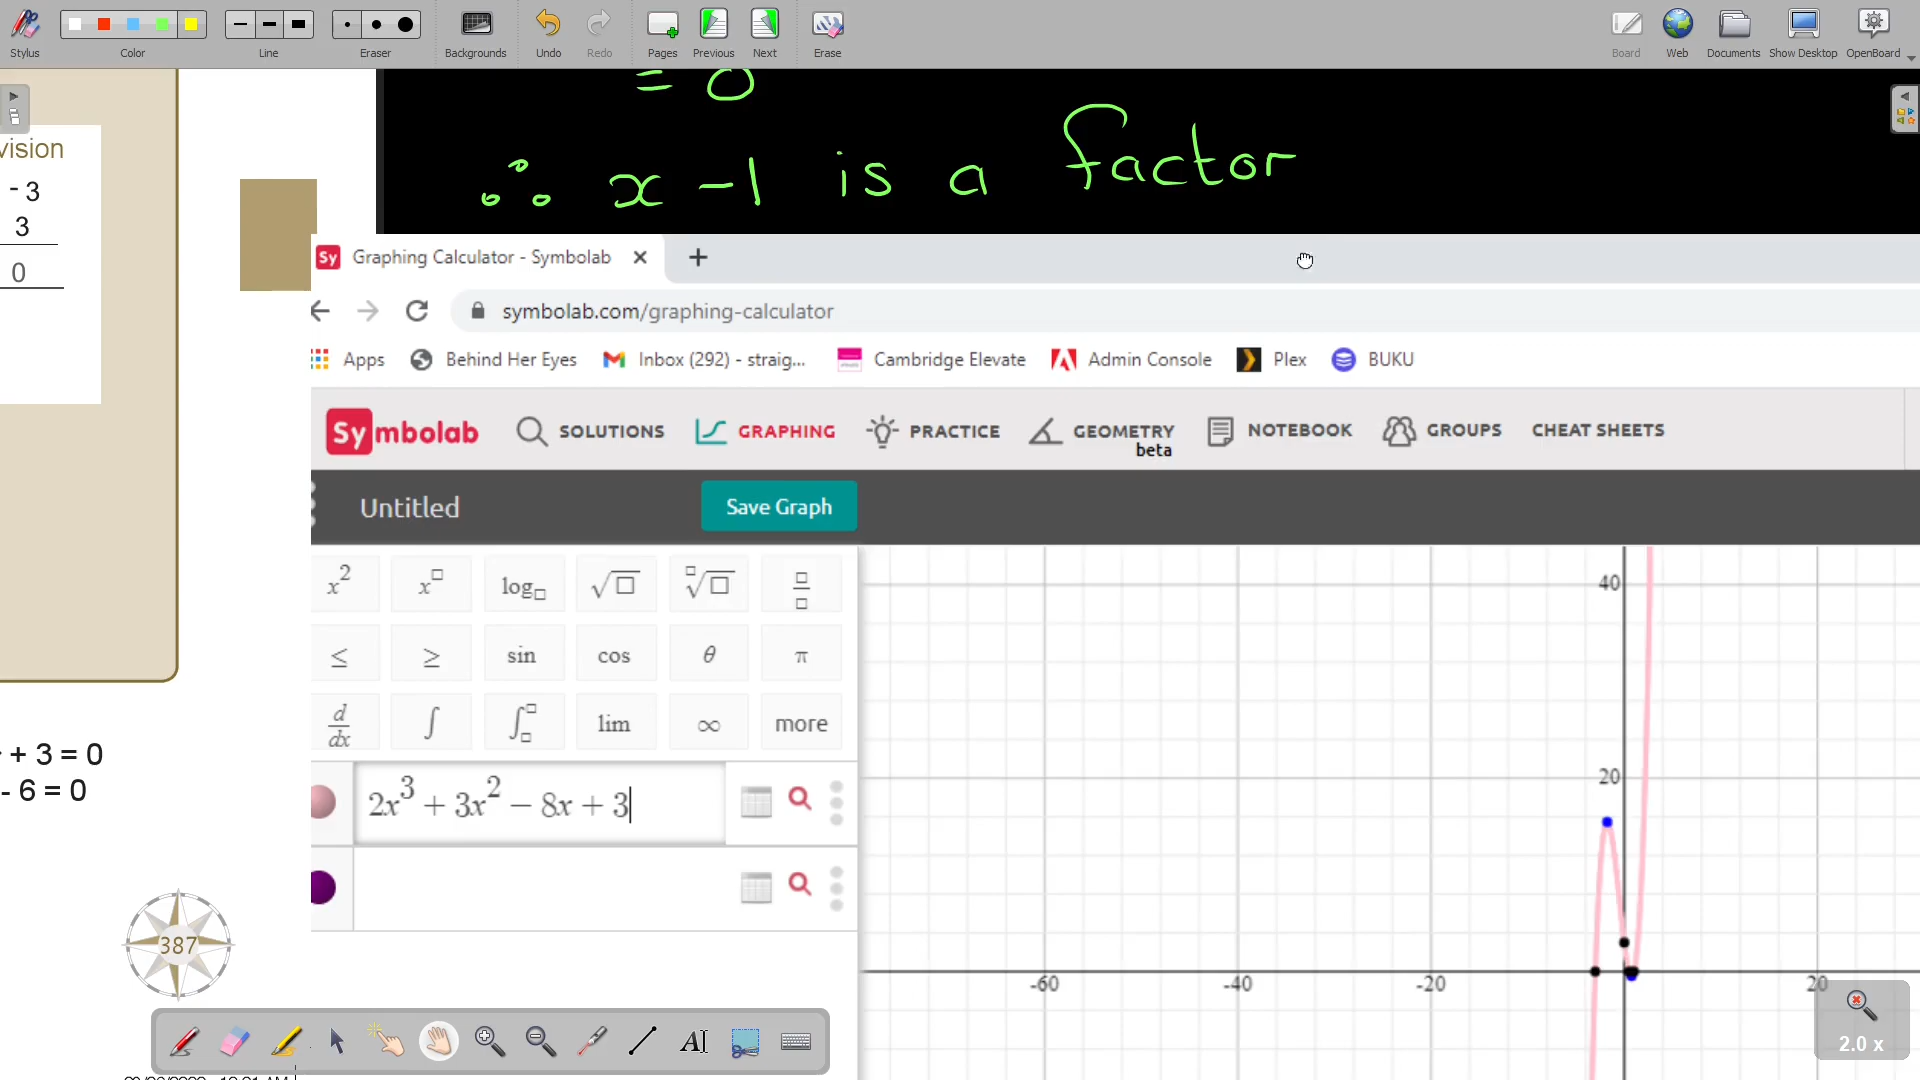 Stylus
Color
Line
Eraser
Backgrounds
Undo
Redo
Pages
Previous
Next
Erase
Board
Web
Documents
Show Desktop
OpenBoard
= 0
∴ x - 1 is a factor
vision
- 3
3
0
Sy Graphing Calculator - Symbolab
symbolab.com/graphing-calculator
Apps
Behind Her Eyes
Inbox (292) - straig...
Cambridge Elevate
Admin Console
Plex
BUKU
Symbolab
SOLUTIONS
GRAPHING
PRACTICE
GEOMETRY
beta
NOTEBOOK
GROUPS
CHEAT SHEETS
Untitled
Save Graph
x² x□ log□ √□ □√□ □/□
≤ ≥ sin cos θ π
d/dx ∫ ∫□□ lim ∞ more
2x³ + 3x² − 8x + 3
40
20
-60 -40 -20 20
+ 3 = 0
- 6 = 0
387
AI
2.0 x